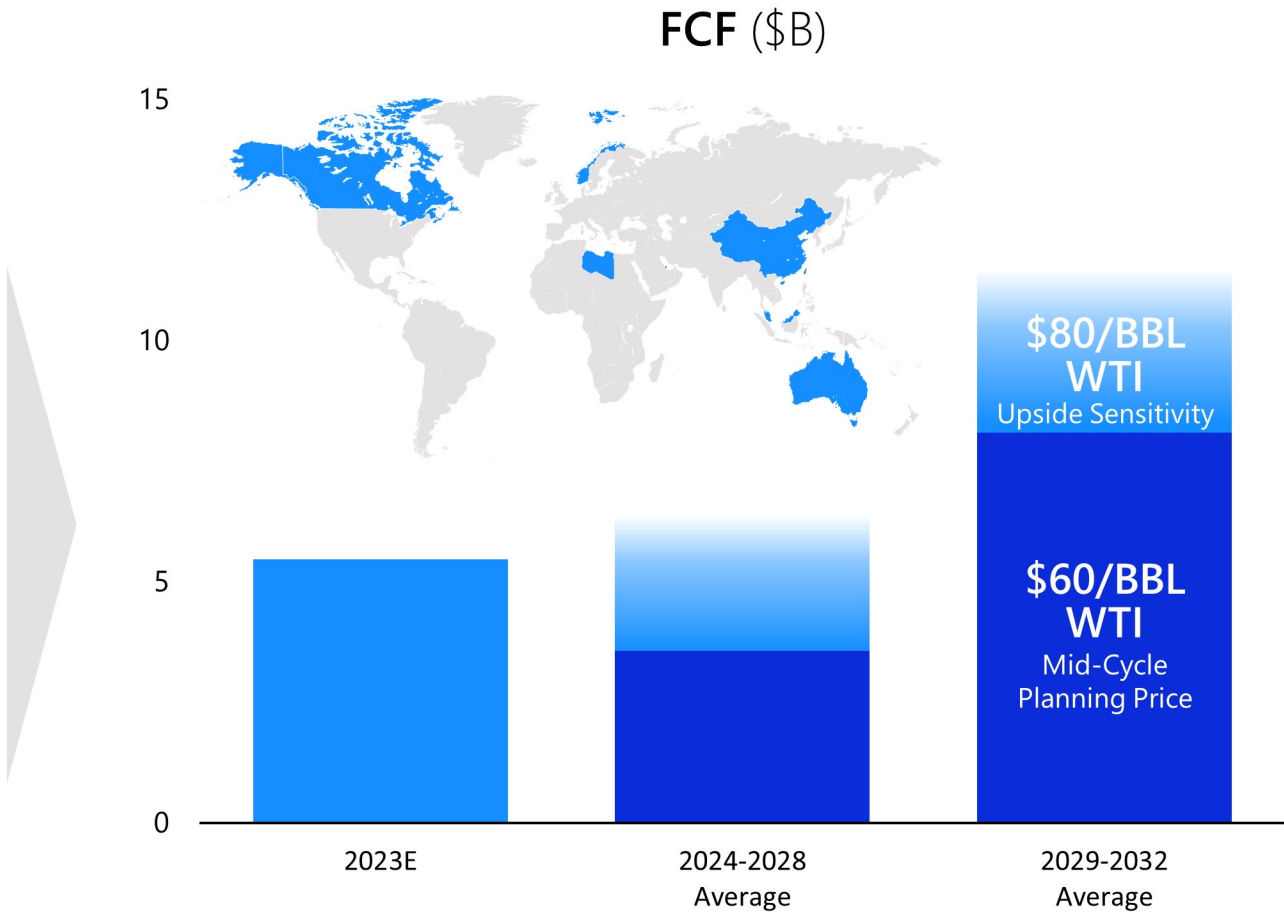 FCF ($B)
15
10
5
0
$80/BBL
WTI
Upside Sensitivity
$60/BBL
WTI
Mid-Cycle
Planning Price
2023E
2024-2028
Average
2029-2032
Average